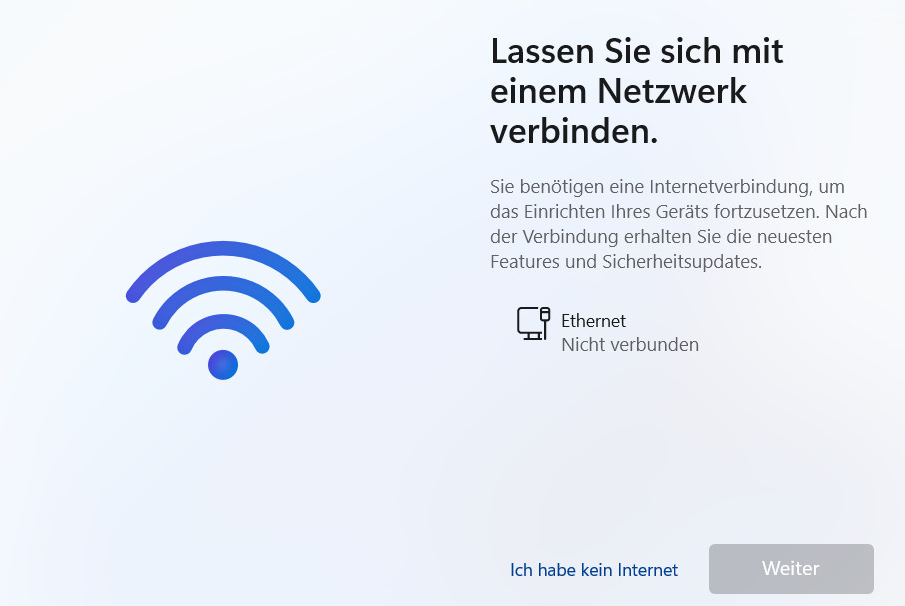 Lassen Sie sich mit
einem Netzwerk
verbinden.
Sie benötigen eine Internetverbindung, um
das Einrichten Ihres Geräts fortzusetzen. Nach
der Verbindung erhalten Sie die neuesten
Features und Sicherheitsupdates.
Ethernet
Nicht verbunden
Ich habe kein Internet
Weiter